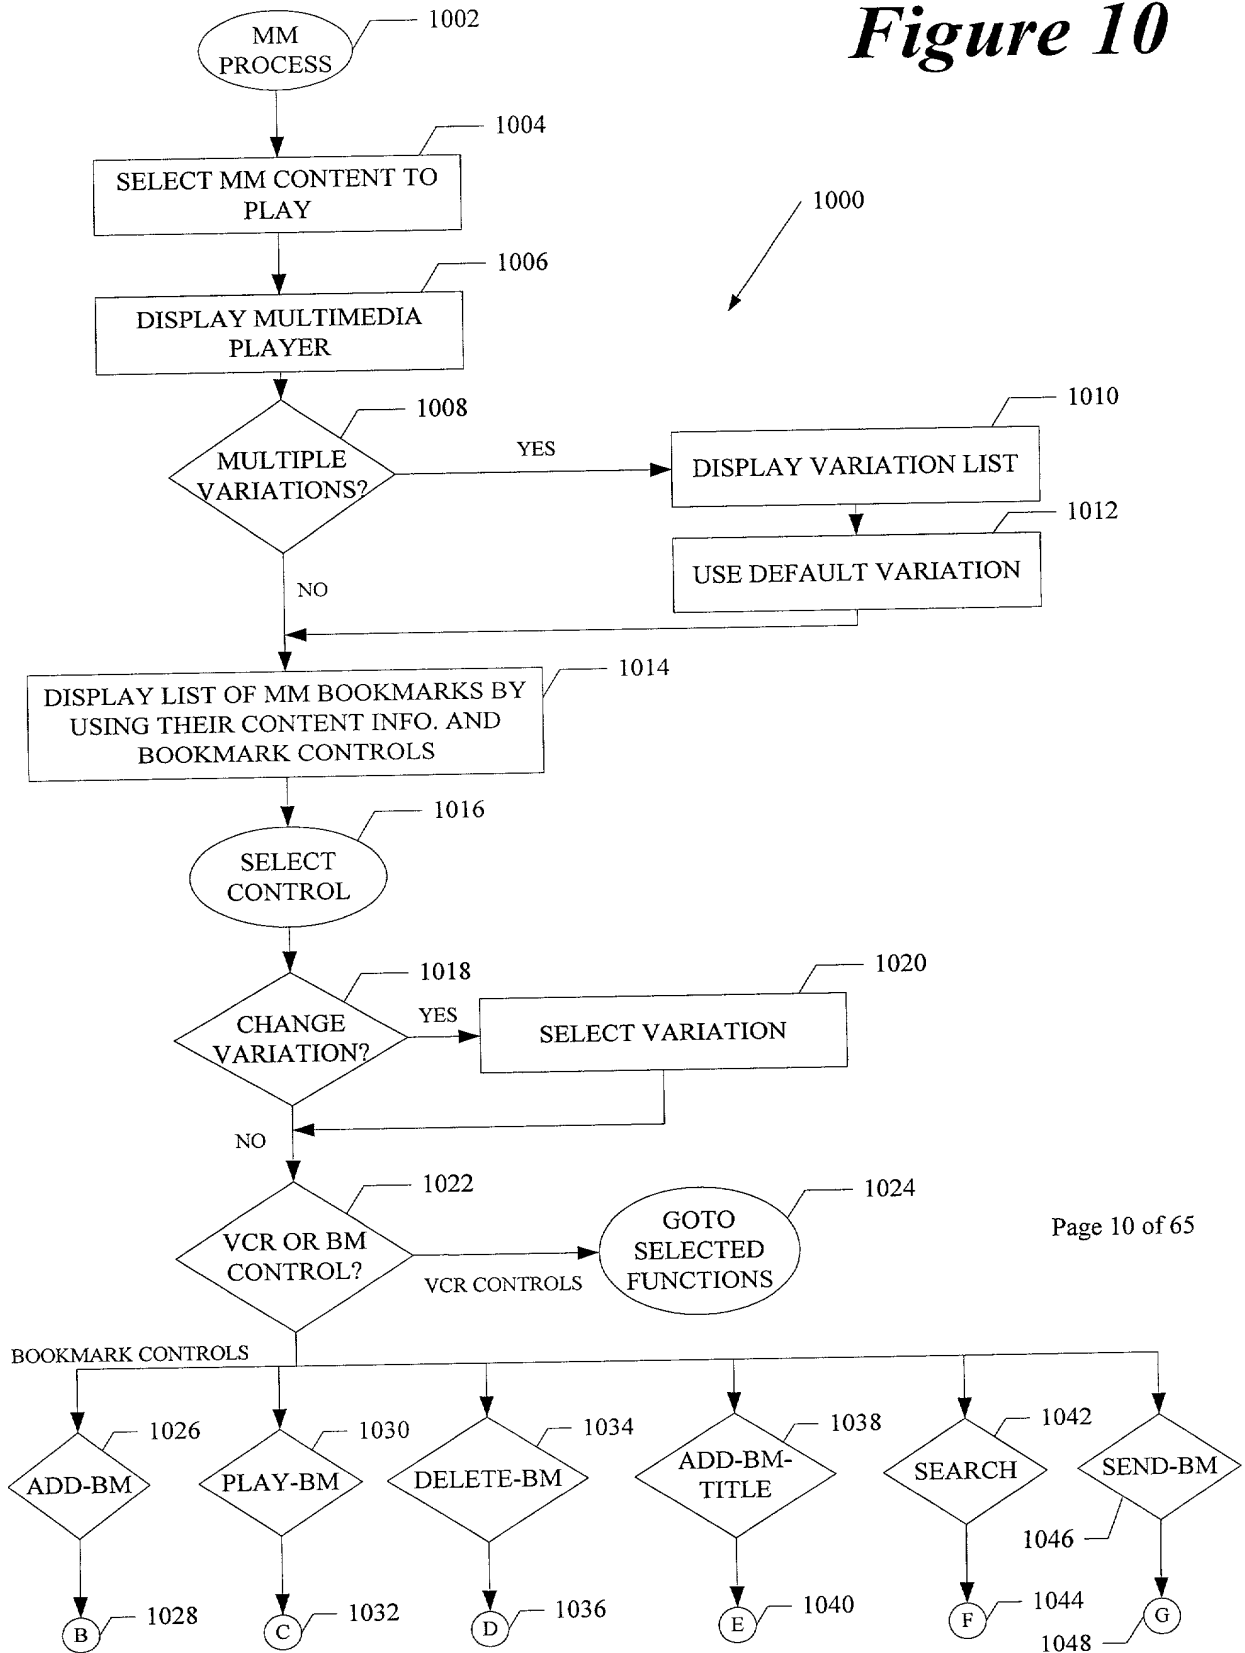 Figure 10
1002
MM
PROCESS
1004
SELECT MM CONTENT TO
PLAY
1000
1006
DISPLAY MULTIMEDIA
PLAYER
1008
MULTIPLE
VARIATIONS?
YES
1010
DISPLAY VARIATION LIST
1012
USE DEFAULT VARIATION
NO
1014
DISPLAY LIST OF MM BOOKMARKS BY
USING THEIR CONTENT INFO. AND
BOOKMARK CONTROLS
1016
SELECT
CONTROL
1018
CHANGE
VARIATION?
YES
1020
SELECT VARIATION
NO
1022
VCR OR BM
CONTROL?
VCR CONTROLS
1024
GOTO
SELECTED
FUNCTIONS
Page 10 of 65
BOOKMARK CONTROLS
1026
ADD-BM
1030
PLAY-BM
1034
DELETE-BM
1038
ADD-BM-
TITLE
1042
SEARCH
SEND-BM
1046
B
1028
C
1032
D
1036
E
1040
F
1044
G
1048